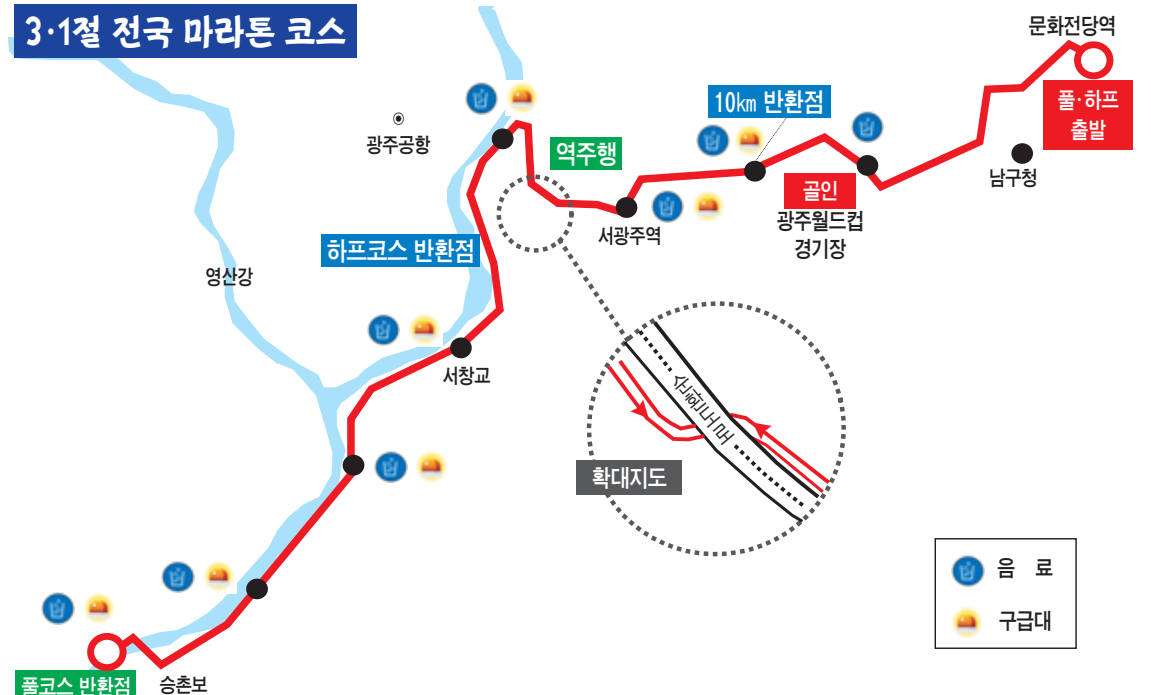 3·1절 전국 마라톤 코스
문화전당역
풀·하프
출발
10㎞ 반환점
광주공항
역주행
남구청
골인
광주월드컵
경기장
서광주역
하프코스 반환점
영산강
서창교
순환도로
확대지도
음 료
구급대
풀코스 반환점
승촌보